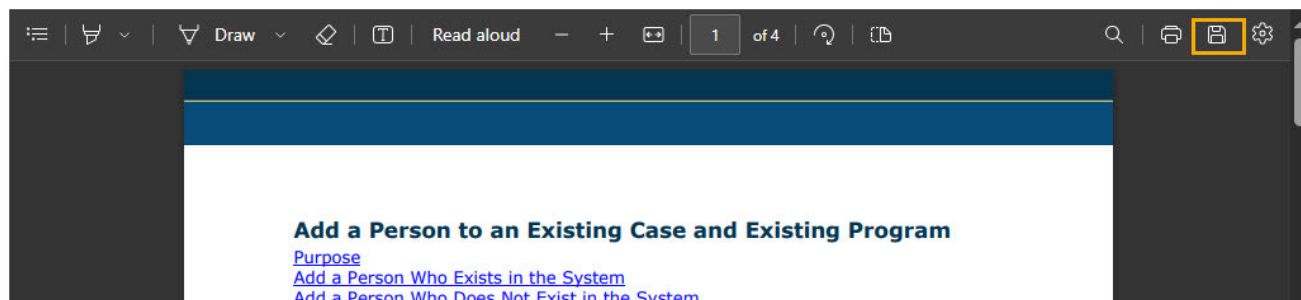 Draw Read aloud 1 of 4
Add a Person to an Existing Case and Existing Program
Purpose
Add a Person Who Exists in the System
Add a Person Who Does Not Exist in the System